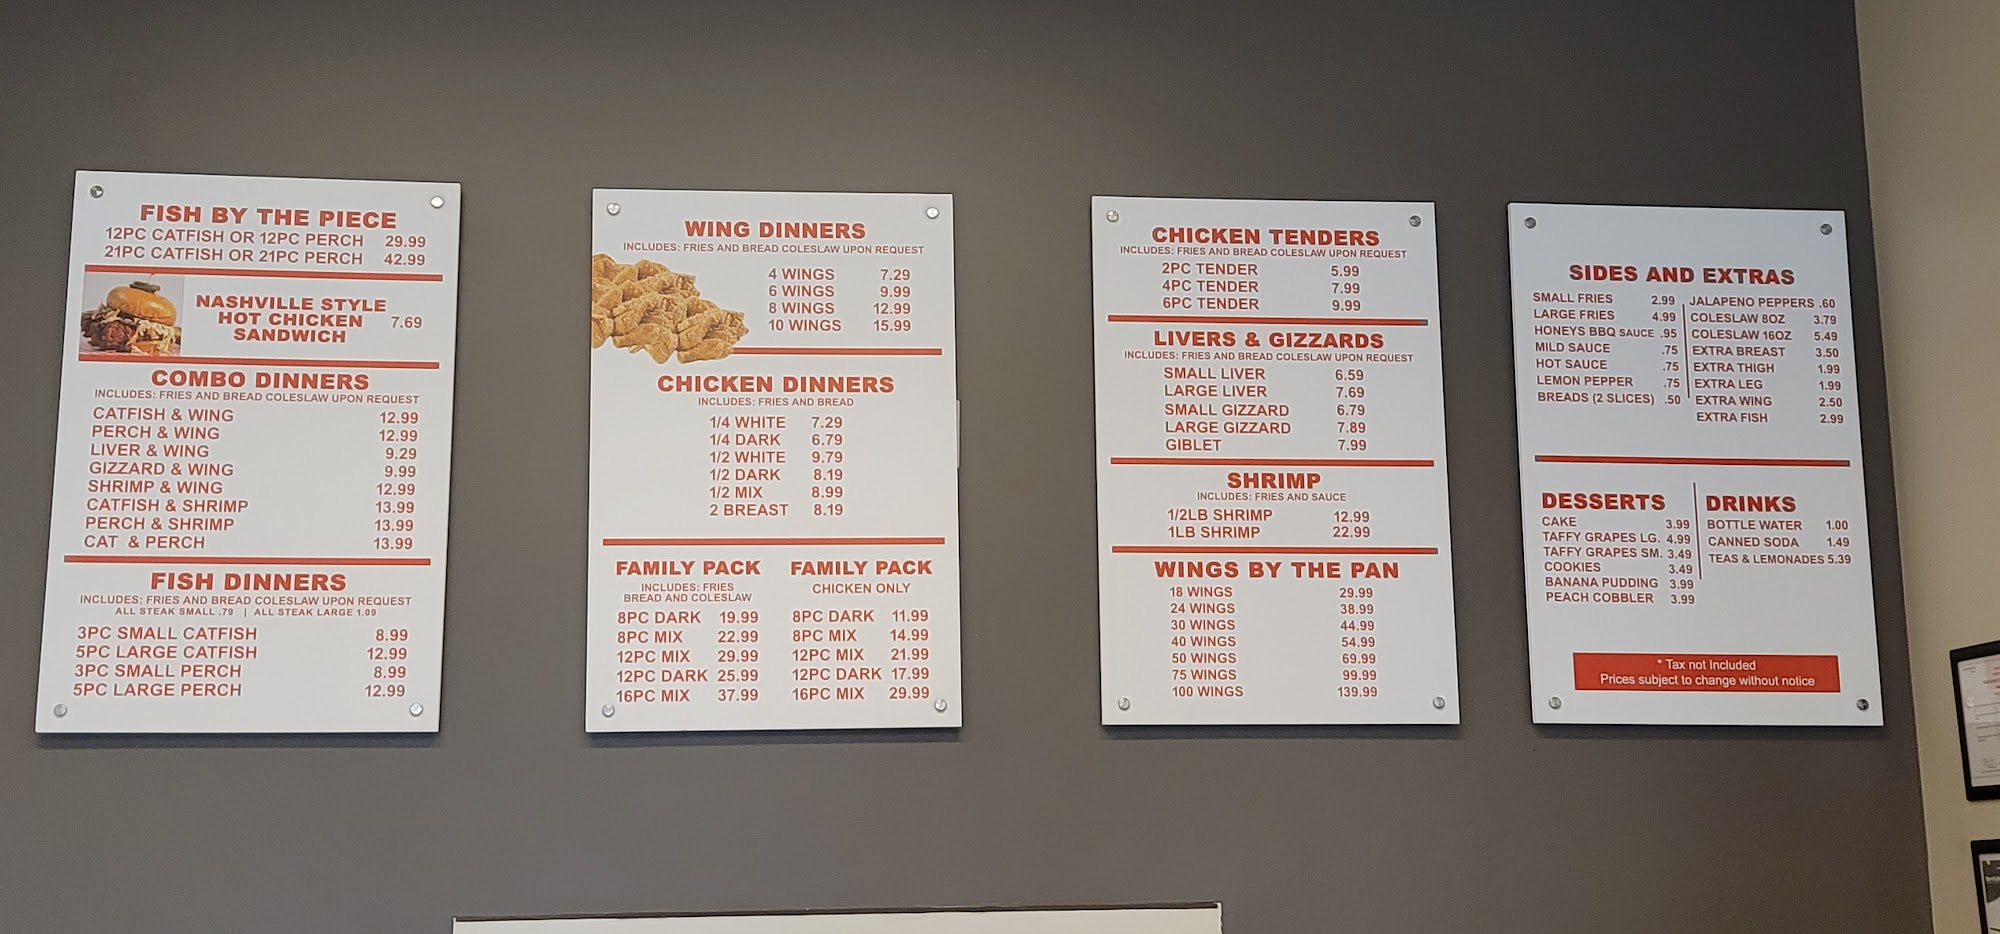 FISH BY THE PIECE
12PC CATFISH OR 12PC PERCH 29.99
21PC CATFISH OR 21PC PERCH 42.99
NASHVILLE STYLE
HOT CHICKEN 7.69
SANDWICH
COMBO DINNERS
INCLUDES: FRIES AND BREAD COLESLAW UPON REQUEST
CATFISH & WING 12.99
PERCH & WING 12.99
LIVER & WING 9.29
GIZZARD & WING 9.99
SHRIMP & WING 12.99
CATFISH & SHRIMP 13.99
PERCH & SHRIMP 13.99
CAT & PERCH 13.99
FISH DINNERS
INCLUDES: FRIES AND BREAD COLESLAW UPON REQUEST
ALL STEAK SMALL .79 | ALL STEAK LARGE 1.09
3PC SMALL CATFISH 8.99
5PC LARGE CATFISH 12.99
3PC SMALL PERCH 8.99
5PC LARGE PERCH 12.99
WING DINNERS
INCLUDES: FRIES AND BREAD COLESLAW UPON REQUEST
4 WINGS 7.29
6 WINGS 9.99
8 WINGS 12.99
10 WINGS 15.99
CHICKEN DINNERS
INCLUDES: FRIES AND BREAD
1/4 WHITE 7.29
1/4 DARK 6.79
1/2 WHITE 9.79
1/2 DARK 8.19
1/2 MIX 8.99
2 BREAST 8.19
FAMILY PACK
INCLUDES: FRIES
BREAD AND COLESLAW
8PC DARK 19.99
8PC MIX 22.99
12PC MIX 29.99
12PC DARK 25.99
16PC MIX 37.99
FAMILY PACK
CHICKEN ONLY
8PC DARK 11.99
8PC MIX 14.99
12PC MIX 21.99
12PC DARK 17.99
16PC MIX 29.99
CHICKEN TENDERS
INCLUDES: FRIES AND BREAD COLESLAW UPON REQUEST
2PC TENDER 5.99
4PC TENDER 7.99
6PC TENDER 9.99
LIVERS & GIZZARDS
INCLUDES: FRIES AND BREAD COLESLAW UPON REQUEST
SMALL LIVER 6.59
LARGE LIVER 7.69
SMALL GIZZARD 6.79
LARGE GIZZARD 7.89
GIBLET 7.99
SHRIMP
INCLUDES: FRIES AND SAUCE
1/2LB SHRIMP 12.99
1LB SHRIMP 22.99
WINGS BY THE PAN
18 WINGS 29.99
24 WINGS 38.99
30 WINGS 44.99
40 WINGS 54.99
50 WINGS 69.99
75 WINGS 99.99
100 WINGS 139.99
SIDES AND EXTRAS
SMALL FRIES 2.99
LARGE FRIES 4.99
HONEYS BBQ SAUCE .95
MILD SAUCE .75
HOT SAUCE .75
LEMON PEPPER .75
BREADS (2 SLICES) .50
JALAPENO PEPPERS .60
COLESLAW 8OZ 3.79
COLESLAW 16OZ 5.49
EXTRA BREAST 3.50
EXTRA THIGH 1.99
EXTRA LEG 1.99
EXTRA WING 2.50
EXTRA FISH 2.99
DESSERTS
CAKE 3.99
TAFFY GRAPES LG. 4.99
TAFFY GRAPES SM. 3.49
COOKIES 3.49
BANANA PUDDING 3.99
PEACH COBBLER 3.99
DRINKS
BOTTLE WATER 1.00
CANNED SODA 1.49
TEAS & LEMONADES 5.39
* Tax not Included
Prices subject to change without notice